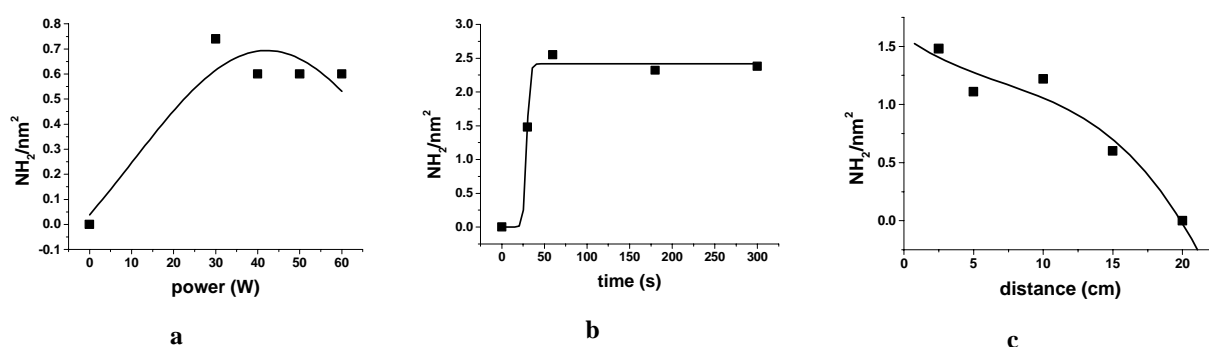 0.8
0.7
0.6
0.5
0.4
0.3
0.2
0.1
0.0
-0.1
NH₂/nm²
0 10 20 30 40 50 60
power (W)
a
3.0
2.5
2.0
1.5
1.0
0.5
0.0
NH₂/nm²
0 50 100 150 200 250 300
time (s)
b
1.5
1.0
0.5
0.0
NH₂/nm²
0 5 10 15 20
distance (cm)
c